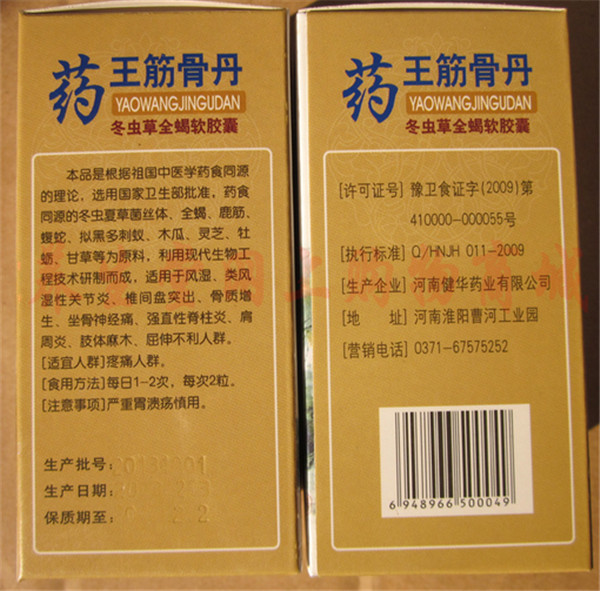 药王筋骨丹
YAOWANGJINGUDAN
冬虫草全蝎软胶囊
本品是根据祖国中医学药食同源
的理论，选用国家卫生部批准，药食
同源的冬虫夏草菌丝体、全蝎、鹿筋、
蝮蛇、拟黑多刺蚁、木瓜、灵芝、牡
蛎、甘草等为原料，利用现代生物工
程技术研制而成，适用于风湿、类风
湿性关节炎、椎间盘突出、骨质增
生、坐骨神经痛、强直性脊柱炎、肩
周炎、肢体麻木、屈伸不利人群。
[适宜人群]疼痛人群。
[食用方法]每日1-2次，每次2粒。
[注意事项]严重胃溃疡慎用。
生产批号：
生产日期：
保质期至：
药王筋骨丹
YAOWANGJINGUDAN
冬虫草全蝎软胶囊
[许可证号] 豫卫食证字(2009)第
410000-000055号
[执行标准] Q/HNJH 011-2009
[生产企业] 河南健华药业有限公司
[地 址] 河南淮阳曹河工业园
[营销电话] 0371-67575252
6 948966 500049